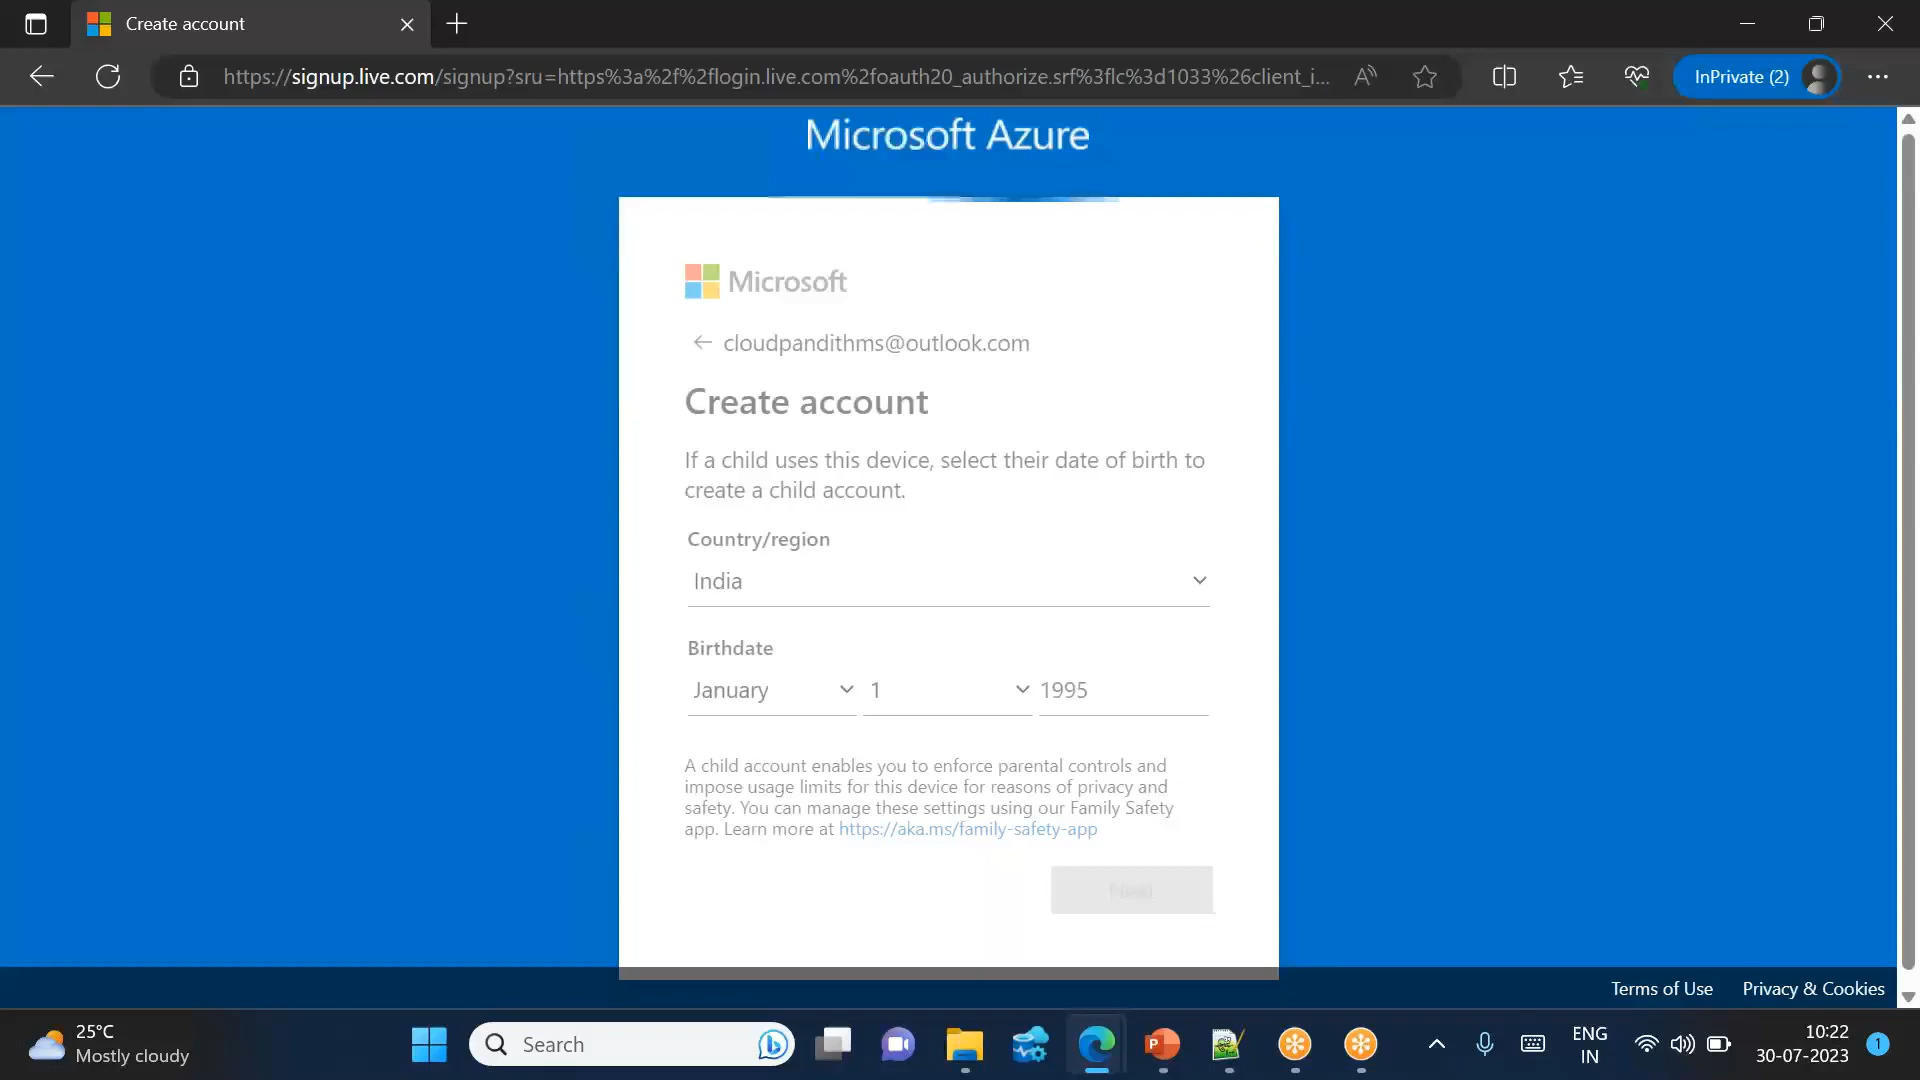 Create account
https://signup.live.com/signup?sru=https%3a%2f%2flogin.live.com%2foauth20_authorize.srf%3flc%3d1033%26client_i...
InPrivate (2)
Microsoft Azure
Microsoft
cloudpandithms@outlook.com
Create account
If a child uses this device, select their date of birth to
create a child account.
Country/region
India
Birthdate
January 1 1995
A child account enables you to enforce parental controls and
impose usage limits for this device for reasons of privacy and
safety. You can manage these settings using our Family Safety
app. Learn more at https://aka.ms/family-safety-app
Next
Terms of Use Privacy & Cookies
25°C
Mostly cloudy
Search
ENG
IN
10:22
30-07-2023
1